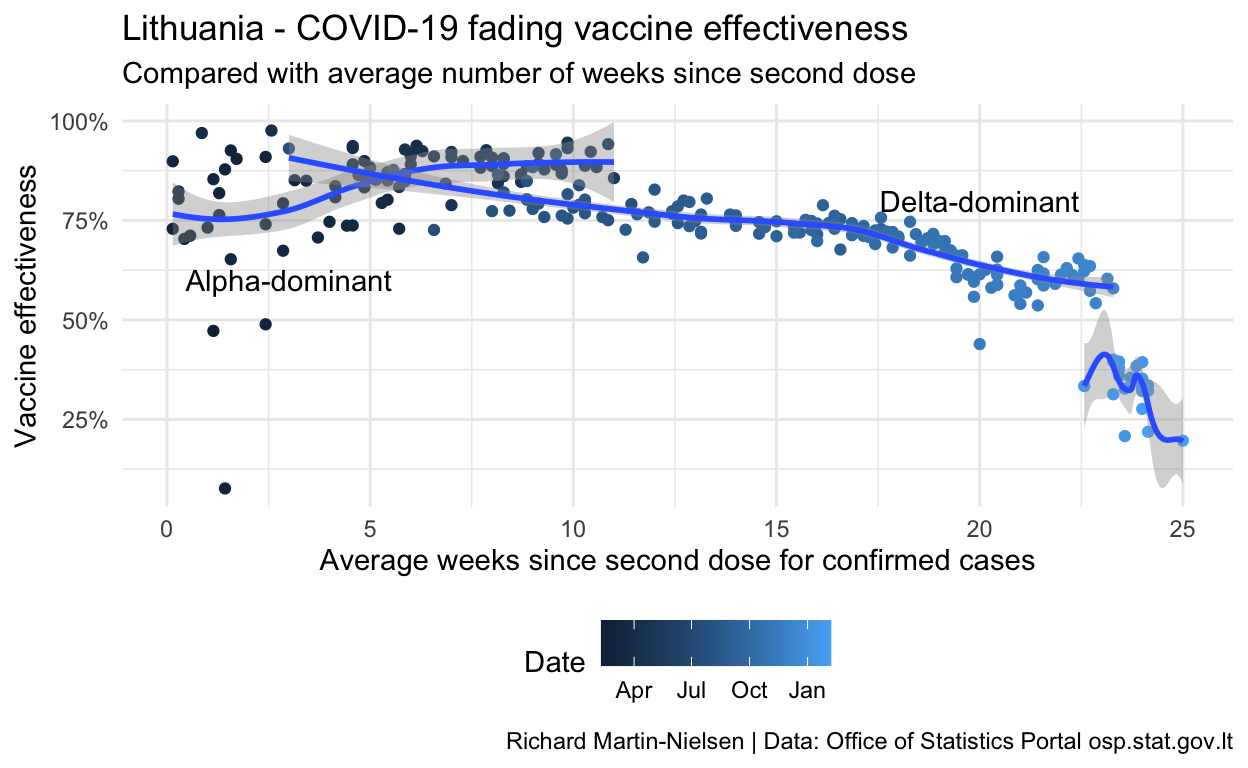 Lithuania - COVID-19 fading vaccine effectiveness
Compared with average number of weeks since second dose
Vaccine effectiveness
100%
75%
50%
25%
Delta-dominant
Alpha-dominant
0 5 10 15 20 25
Average weeks since second dose for confirmed cases
Date
Apr Jul Oct Jan
Richard Martin-Nielsen | Data: Office of Statistics Portal osp.stat.gov.lt